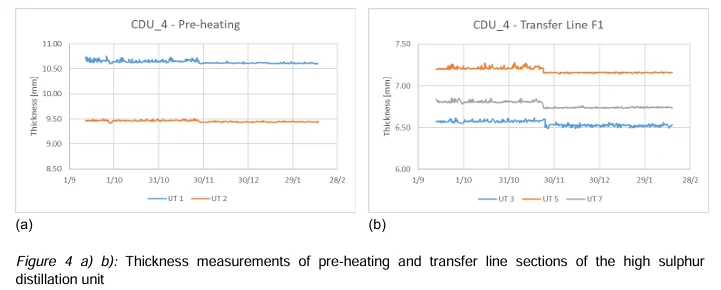 CDU_4 - Pre-heating
11.00
10.50
10.00
9.50
9.00
8.50
Thickness [mm]
1/9 1/10 31/10 30/11 30/12 29/1 28/2
UT 1 UT 2
(a)
CDU_4 - Transfer Line F1
7.50
7.00
6.50
6.00
Thickness [mm]
1/9 1/10 31/10 30/11 30/12 29/1 28/2
UT 3 UT 5 UT 7
(b)
Figure 4 a) b): Thickness measurements of pre-heating and transfer line sections of the high sulphur
distillation unit